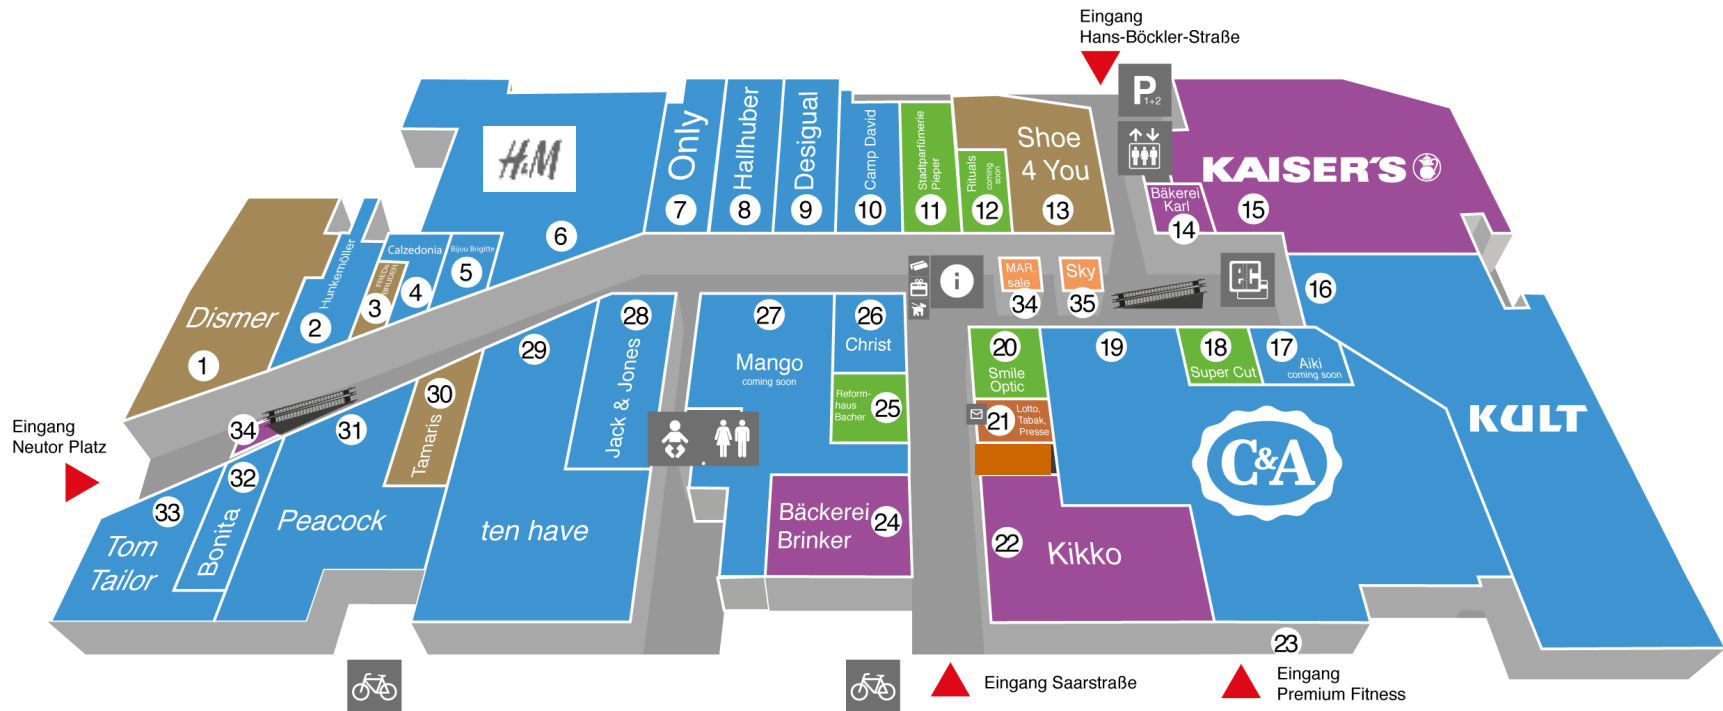 Eingang
Hans-Böckler-Straße
P
1+2
H&M
Only
7
Hallhuber
8
Desigual
9
Camp David
10
Stadtparfümerie
Pieper
11
Rituals
coming
soon
12
Shoe
4 You
13
Bäkerei
Karl
14
KAISER'S
15
6
Dismer
1
Hunkemöller
2
FREDs
BRUDER
3
Calzedonia
4
Bijou Brigitte
5
i
MAR.
sale
34
Sky
35
16
KULT
29
ten have
28
Jack & Jones
27
Mango
coming soon
26
Christ
Reform-
haus
Bacher
25
20
Smile
Optic
19
18
Super Cut
17
Aiki
coming soon
21
Lotto,
Tabak,
Presse
C&A
30
Tamaris
31
Peacock
34
32
Bonita
33
Tom
Tailor
Eingang
Neutor Platz
Bäckerei
Brinker
24
22
Kikko
23
Eingang Saarstraße
Eingang
Premium Fitness